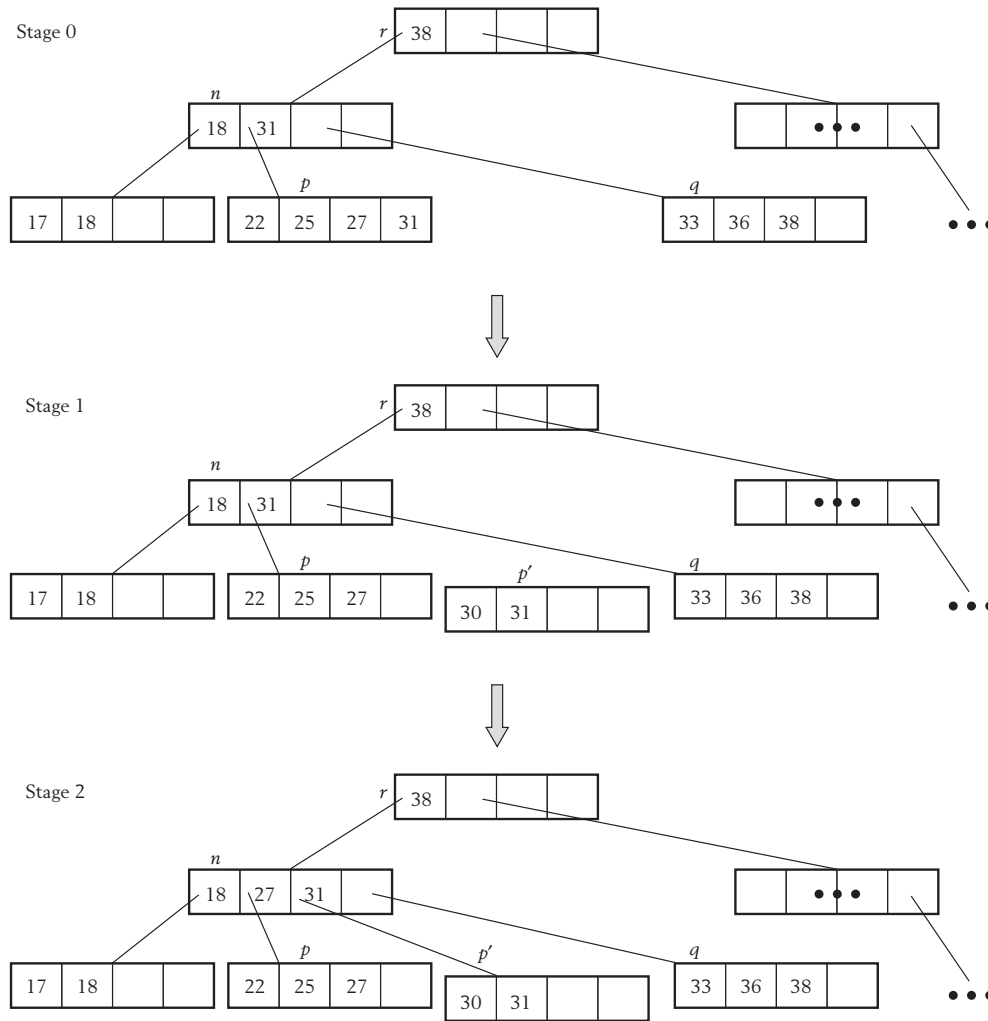 Stage 0
r 38
n
18 31
p q
17 18 22 25 27 31 33 36 38
Stage 1
r 38
n
18 31
p p′ q
17 18 22 25 27 30 31 33 36 38
Stage 2
r 38
n
18 27 31
p p′ q
17 18 22 25 27 30 31 33 36 38